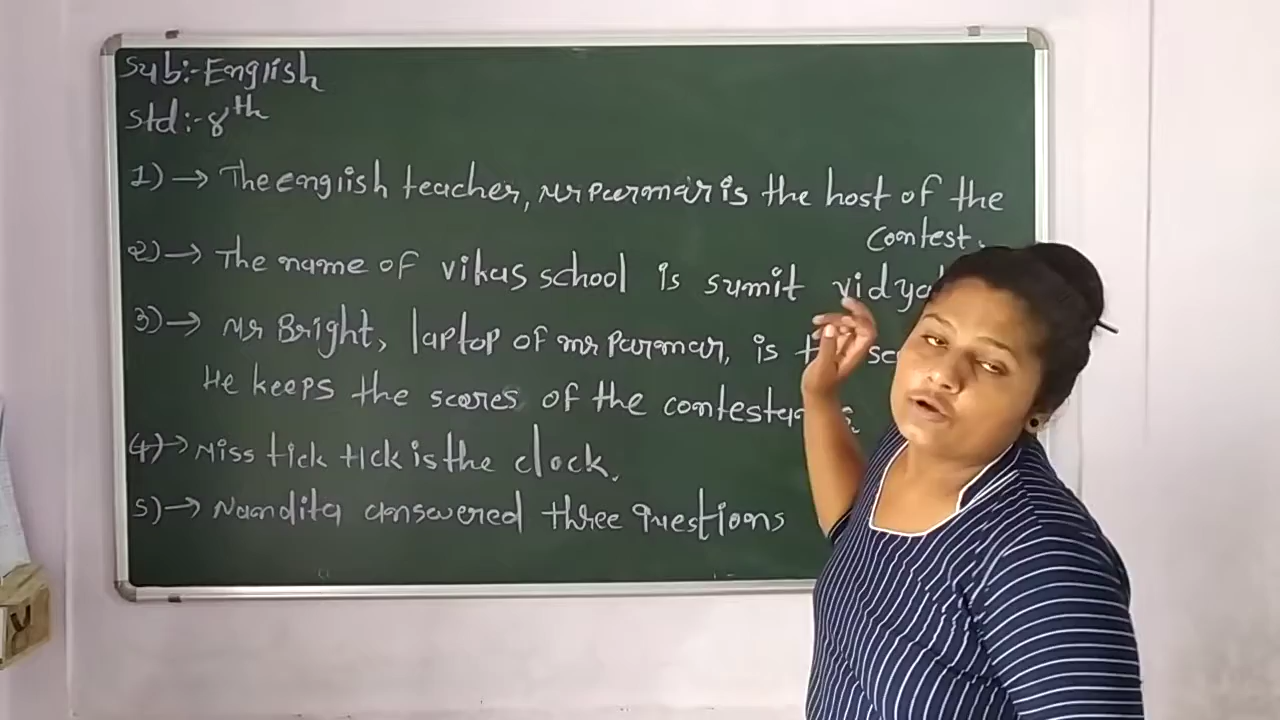 Sub:-English
Std:-8th
1)→ The english teacher, Mr Parmar is the host of the
contest.
2)→ The name of vikas school is sumit
3)→ Mr Bright, laptop of mr Parmar, is
He keeps the scores of the
4)→ Miss tick tick is the clock.
5)→ Nandita answered three questions